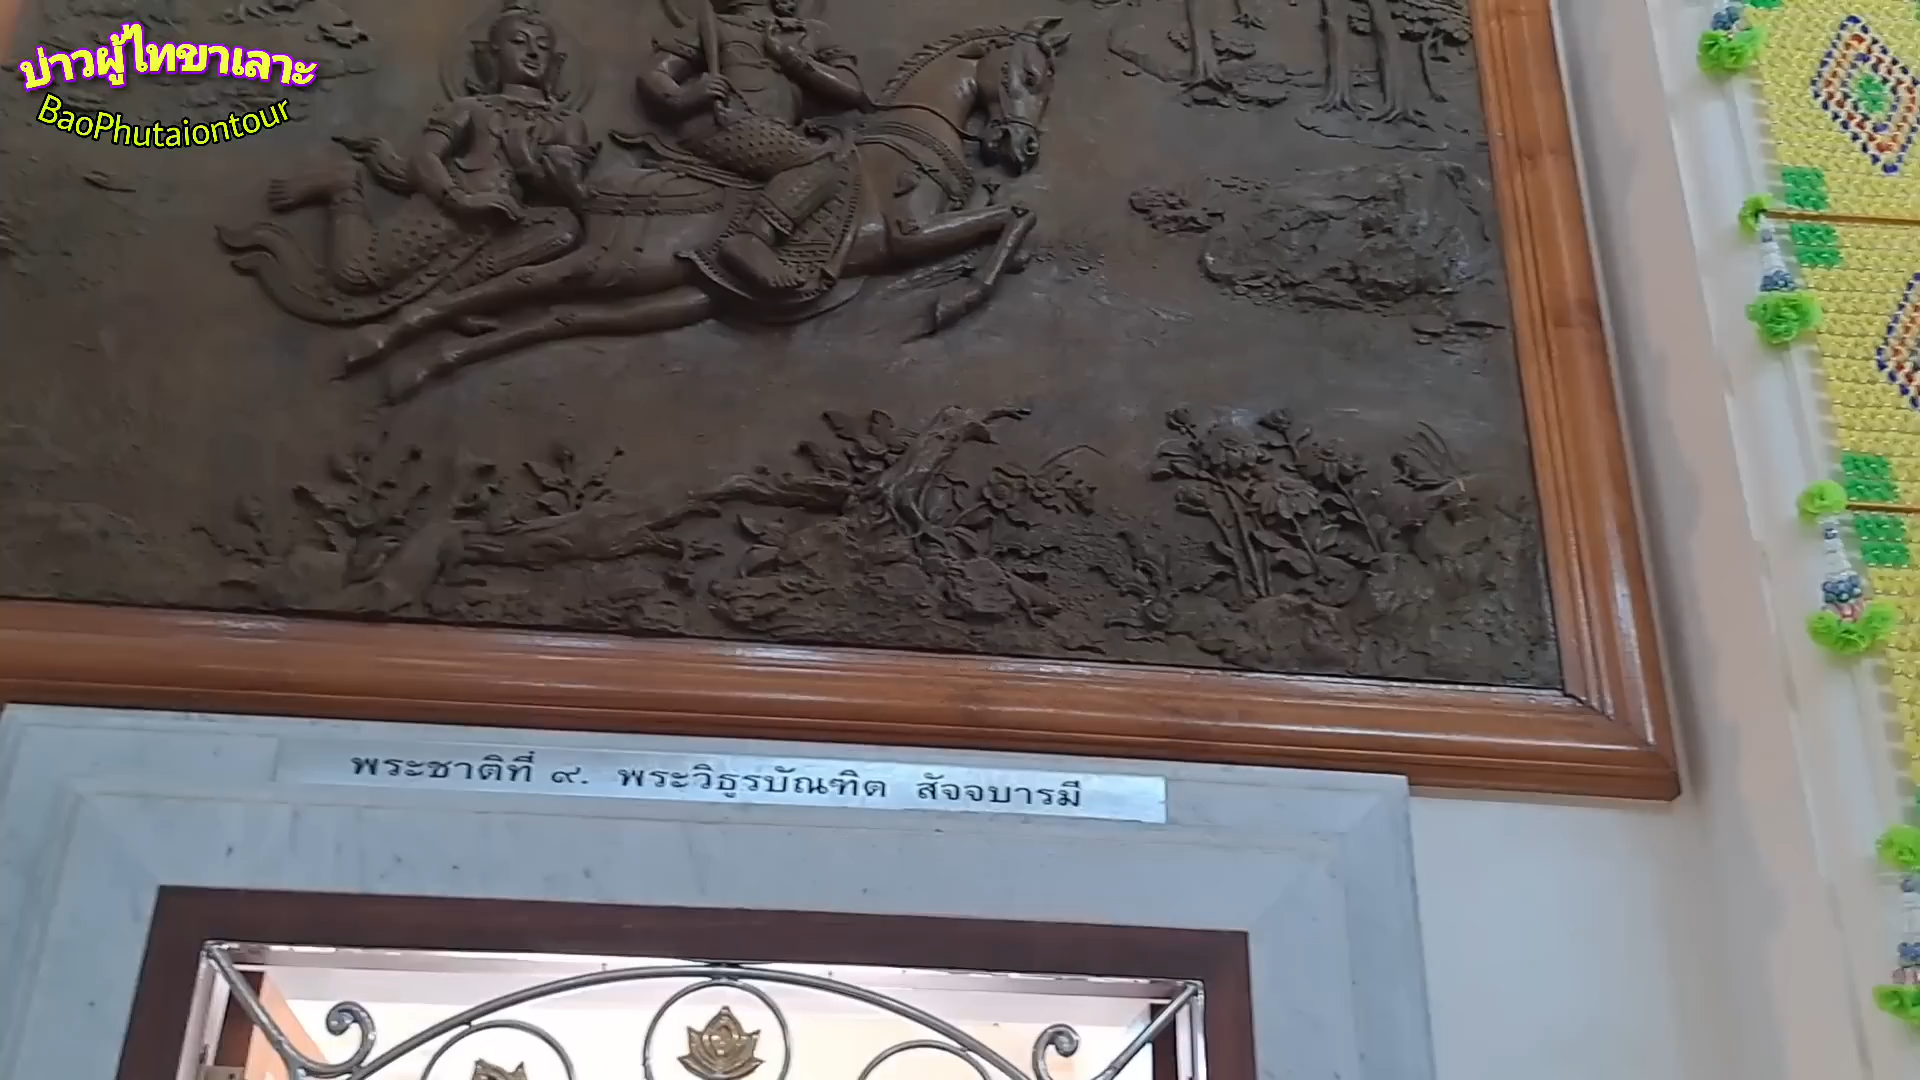 บ่าวผู้ไทขาเลาะ
BaoPhutaiontour
พระชาติที่ ๙. พระวิธูรบัณฑิต สัจจบารมี